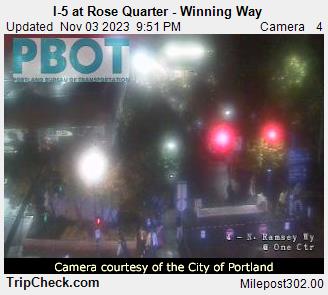 I-5 at Rose Quarter - Winning Way
Updated Nov 03 2023 9:51 PM Camera 4
PBOT
PORTLAND BUREAU OF TRANSPORTATION
4 - N. Ramsey Wy
@ One Ctr
Camera courtesy of the City of Portland
TripCheck.com Milepost302.00